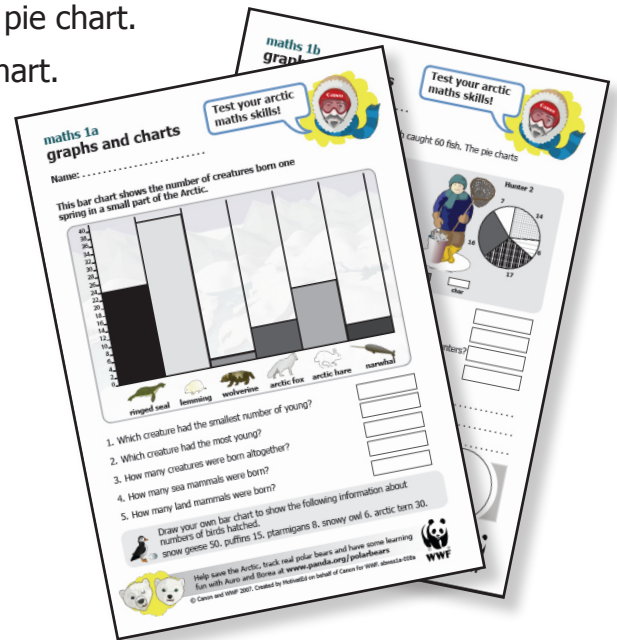 pie chart.
hart.
maths 1b
Test your arctic
maths skills!
h caught 60 fish. The pie charts
Hunter 2
7
14
16
17
char
maths 1a
graphs and charts
Test your arctic
maths skills!
Canon
Name:
This bar chart shows the number of creatures born one
spring in a small part of the Arctic.
40
38
36
34
32
30
28
26
24
22
20
18
16
14
12
10
8
6
4
2
0
ringed seal
lemming
wolverine
arctic fox
arctic hare
narwhal
1. Which creature had the smallest number of young?
2. Which creature had the most young?
3. How many creatures were born altogether?
4. How many sea mammals were born?
5. How many land mammals were born?
Draw your own bar chart to show the following information about
numbers of birds hatched.
snow geese 50, puffins 15, ptarmigans 8, snowy owl 6, arctic tern 30.
Help save the Arctic, track real polar bears and have some learning
fun with Auro and Borea at www.panda.org/polarbears
© Canon and WWF 2007. Created by MotivatEd on behalf of Canon for WWF.
WWF